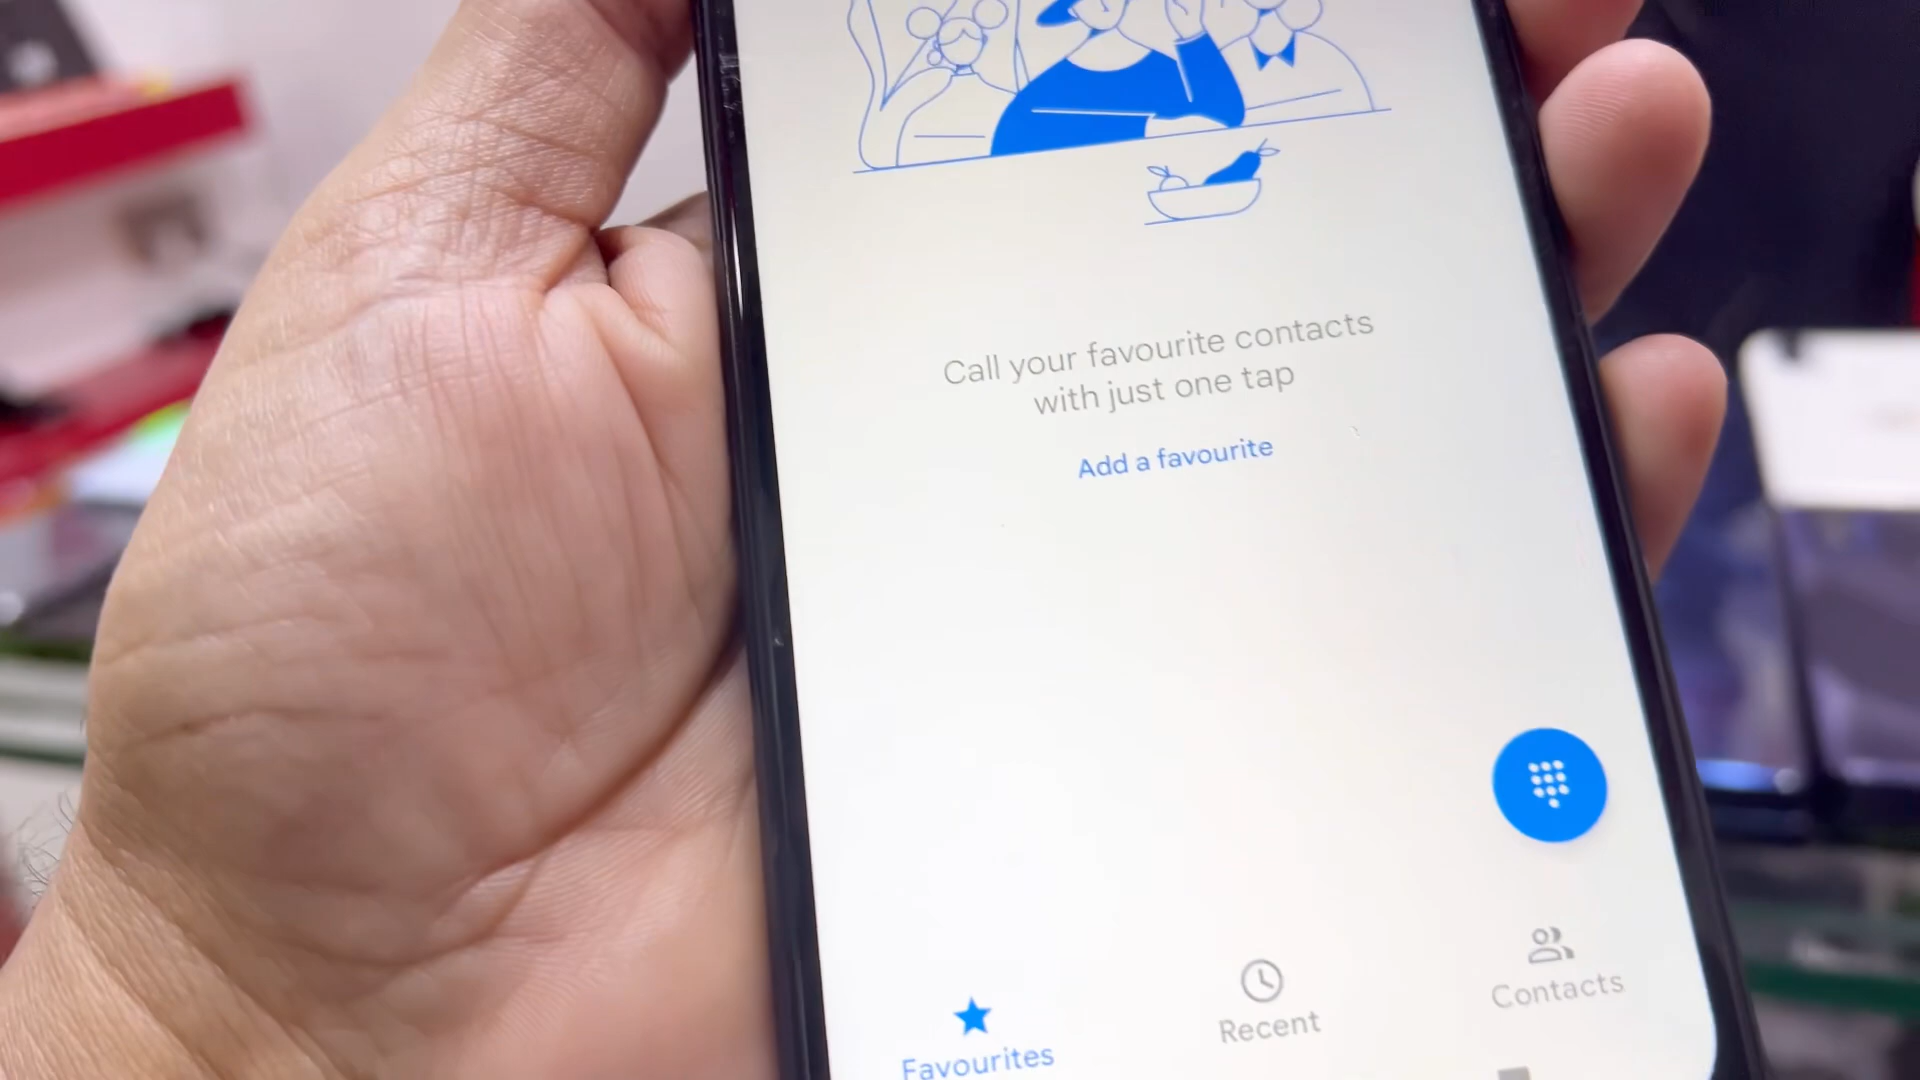 Call your favourite contacts
with just one tap
Add a favourite
Favourites
Recent
Contacts